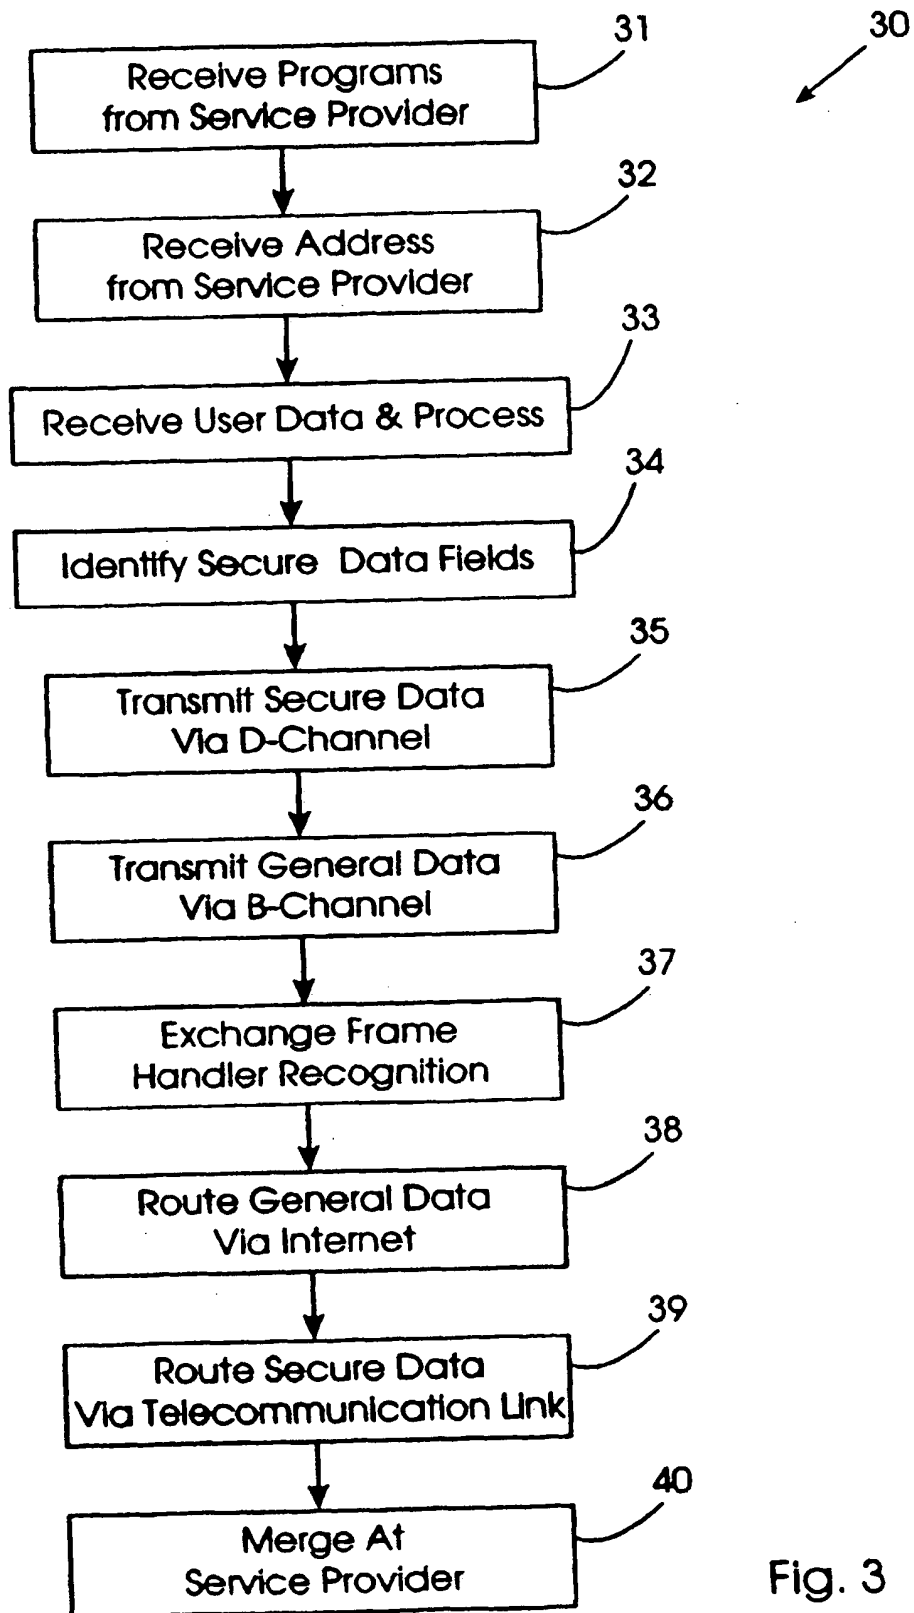 30
31
Receive Programs
from Service Provider
32
Receive Address
from Service Provider
33
Receive User Data & Process
34
Identify Secure Data Fields
35
Transmit Secure Data
Via D-Channel
36
Transmit General Data
Via B-Channel
37
Exchange Frame
Handler Recognition
38
Route General Data
Via Internet
39
Route Secure Data
Via Telecommunication Link
40
Merge At
Service Provider
Fig. 3